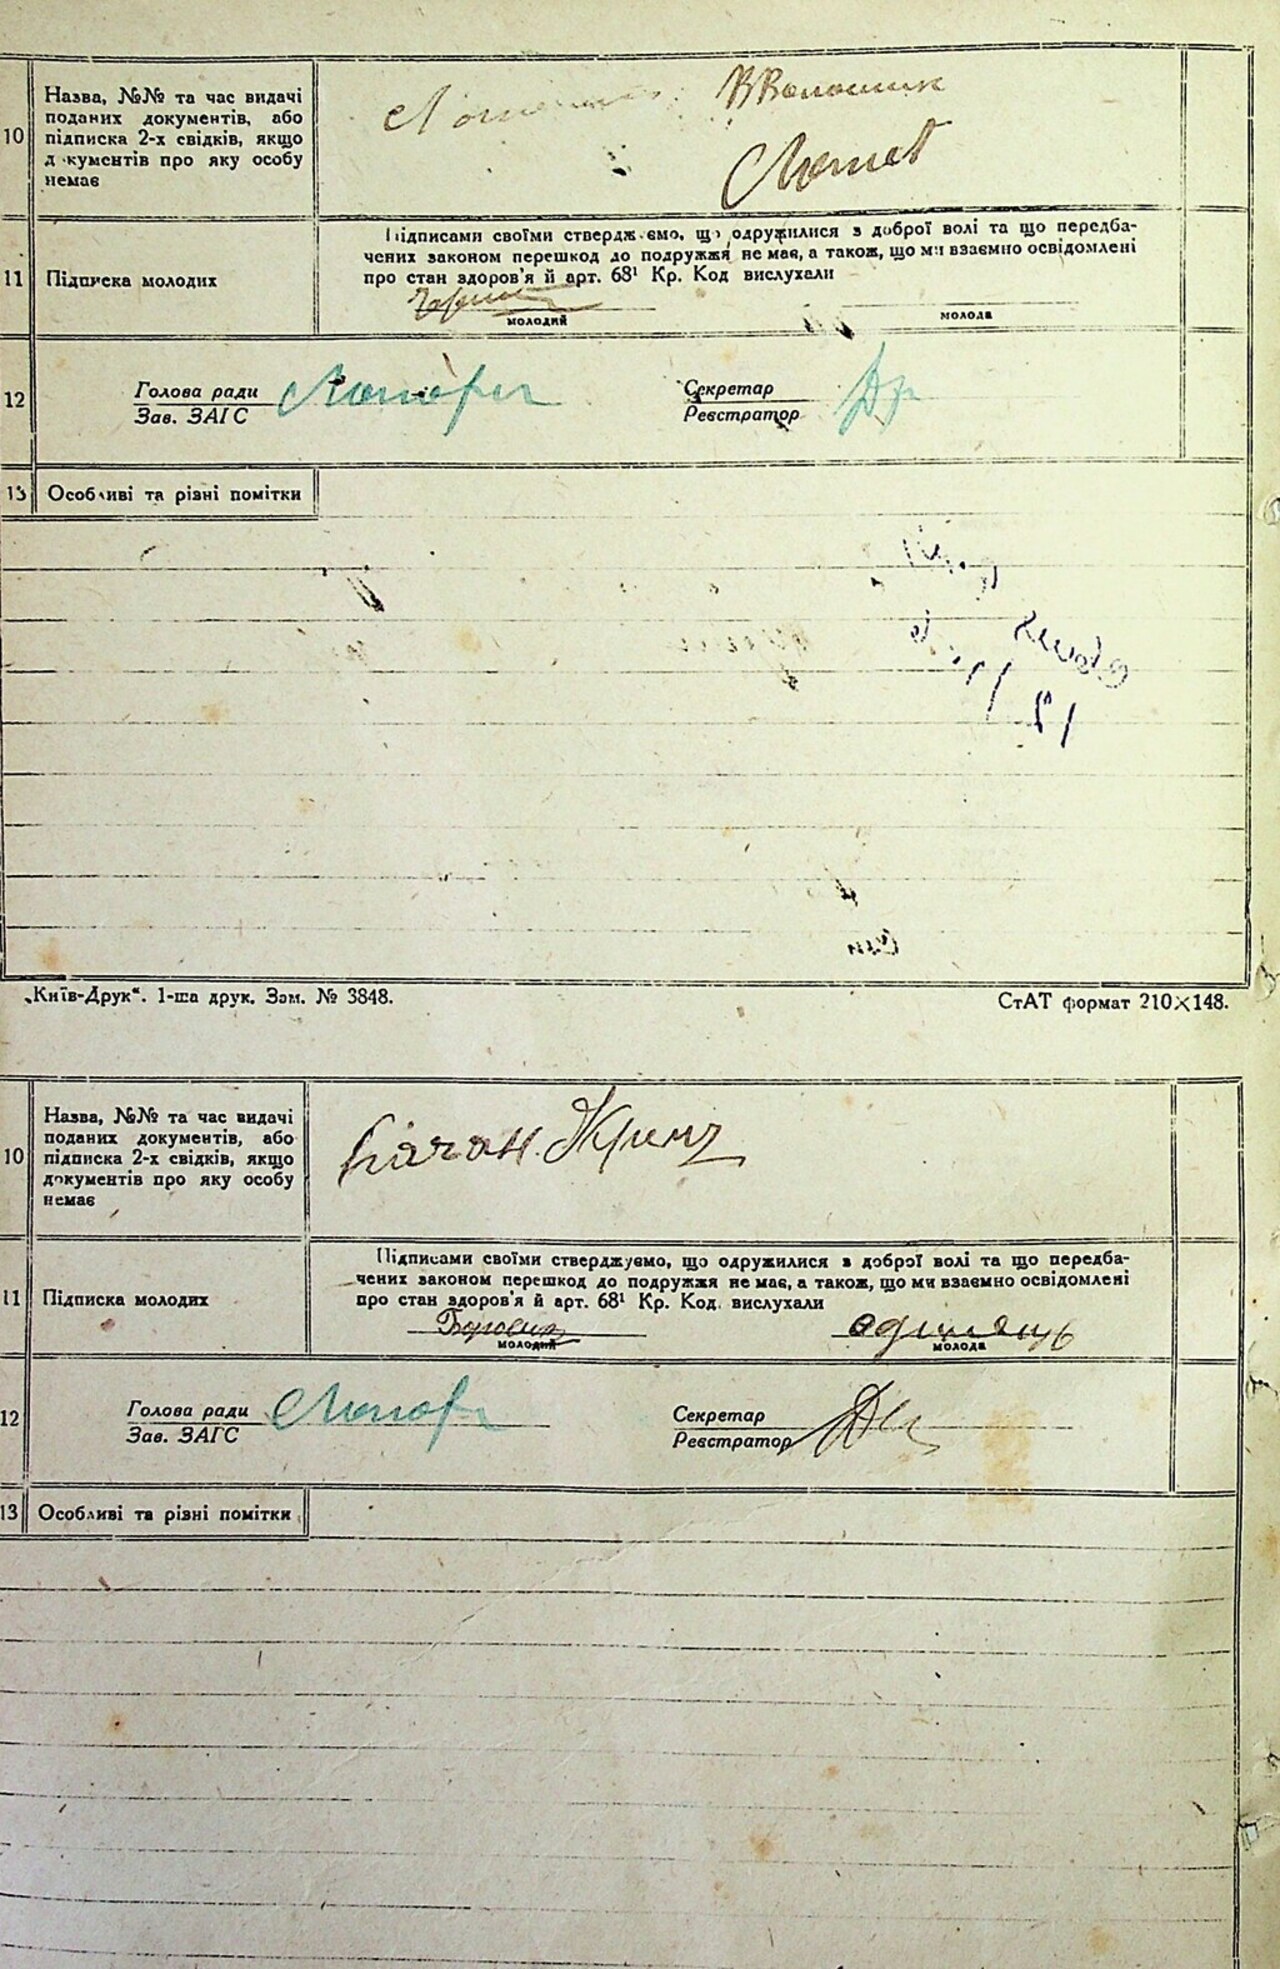 10
Назва, №№ та час видачі
поданих документів, або
підписка 2-х свідків, якщо
д кументів про яку особу
немає
ВВолошик
11
Підписка молодих
Підписами своїми стверджуємо, що одружилися з доброї волі та що передба-
чених законом перешкод до подружжя не має, а також, що ми взаємно освідомлені
про стан здоров'я й арт. 68¹ Кр. Код вислухали
молодий
молода
12
Голова ради
Зав. ЗАГС
Секретар
Реєстратор
13
Особливі та різні помітки
„Київ-Друк“. 1-ша друк. Зам. № 3848.
СтАТ формат 210×148.
10
Назва, №№ та час видачі
поданих документів, або
підписка 2-х свідків, якщо
документів про яку особу
немає
11
Підписка молодих
Підписами своїми стверджуємо, що одружилися з доброї волі та що передба-
чених законом перешкод до подружжя не має, а також, що ми взаємно освідомлені
про стан здоров'я й арт. 68¹ Кр. Код. вислухали
молодий
молода
12
Голова ради
Зав. ЗАГС
Секретар
Реєстратор
13
Особливі та різні помітки